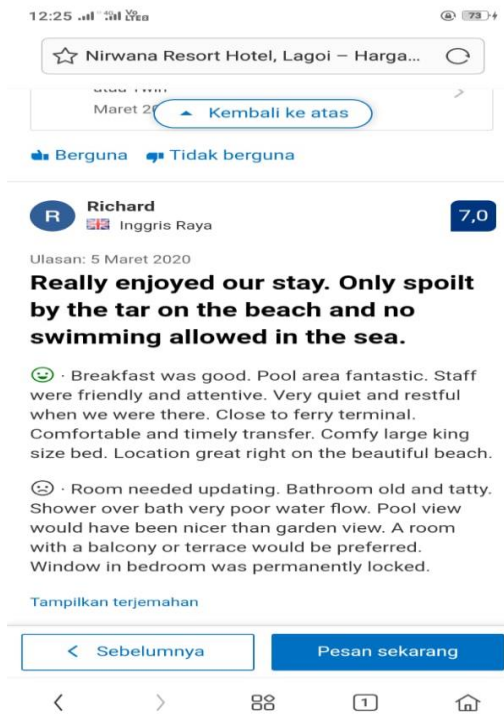 12:25
73
Nirwana Resort Hotel, Lagoi – Harga...
Maret 2
Kembali ke atas
Berguna Tidak berguna
R
Richard
Inggris Raya
7,0
Ulasan: 5 Maret 2020
Really enjoyed our stay. Only spoilt
by the tar on the beach and no
swimming allowed in the sea.
· Breakfast was good. Pool area fantastic. Staff
were friendly and attentive. Very quiet and restful
when we were there. Close to ferry terminal.
Comfortable and timely transfer. Comfy large king
size bed. Location great right on the beautiful beach.
· Room needed updating. Bathroom old and tatty.
Shower over bath very poor water flow. Pool view
would have been nicer than garden view. A room
with a balcony or terrace would be preferred.
Window in bedroom was permanently locked.
Tampilkan terjemahan
Sebelumnya
Pesan sekarang
1